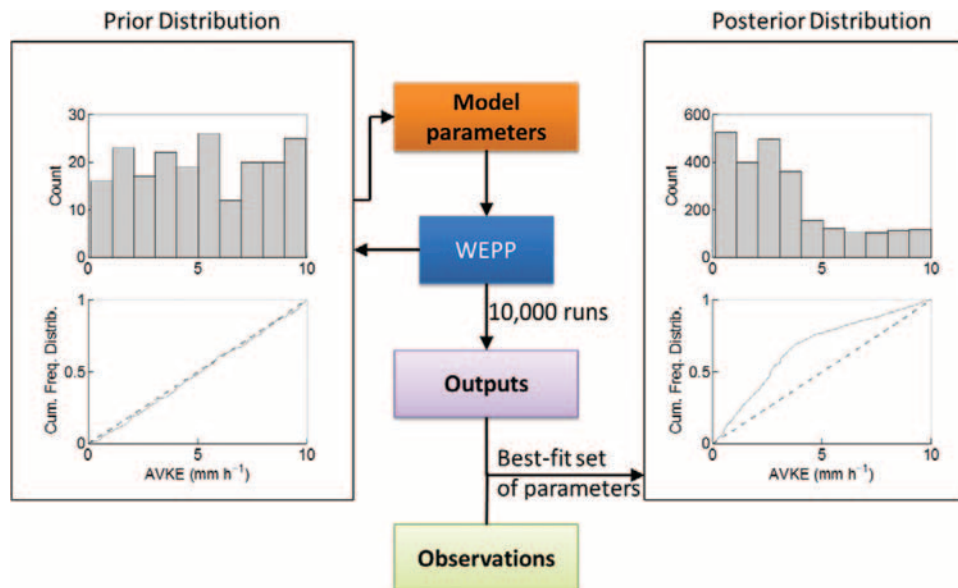 Prior Distribution
30
20
10
0
Count
0 5 10
1
0.5
0
Cum. Freq. Distrib.
0 5 10
AVKE (mm h⁻¹)
Model
parameters
WEPP
10,000 runs
Outputs
Best-fit set
of parameters
Observations
Posterior Distribution
600
400
200
0
Count
0 5 10
1
0.5
0
Cum. Freq. Distrib.
0 5 10
AVKE (mm h⁻¹)